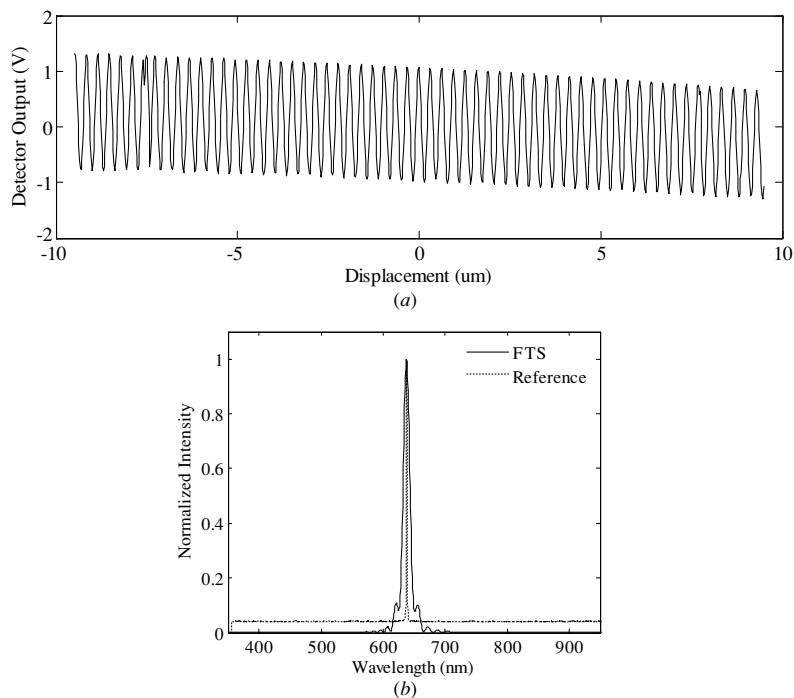 2
1
0
-1
-2
Detector Output (V)
-10
-5
0
5
10
Displacement (um)
(a)
FTS
Reference
1
0.8
0.6
0.4
0.2
0
Normalized Intensity
400
500
600
700
800
900
Wavelength (nm)
(b)